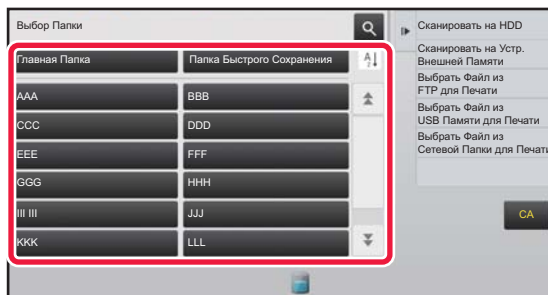 Выбор Папки
Главная Папка
Папка Быстрого Сохранения
AAA
BBB
CCC
DDD
EEE
FFF
GGG
HHH
III III
JJJ
KKK
LLL
Сканировать на HDD
Сканировать на Устр.
Внешней Памяти
Выбрать Файл из
FTP для Печати
Выбрать Файл из
USB Памяти для Печати
Выбрать Файл из
Сетевой Папки для Печати
CA